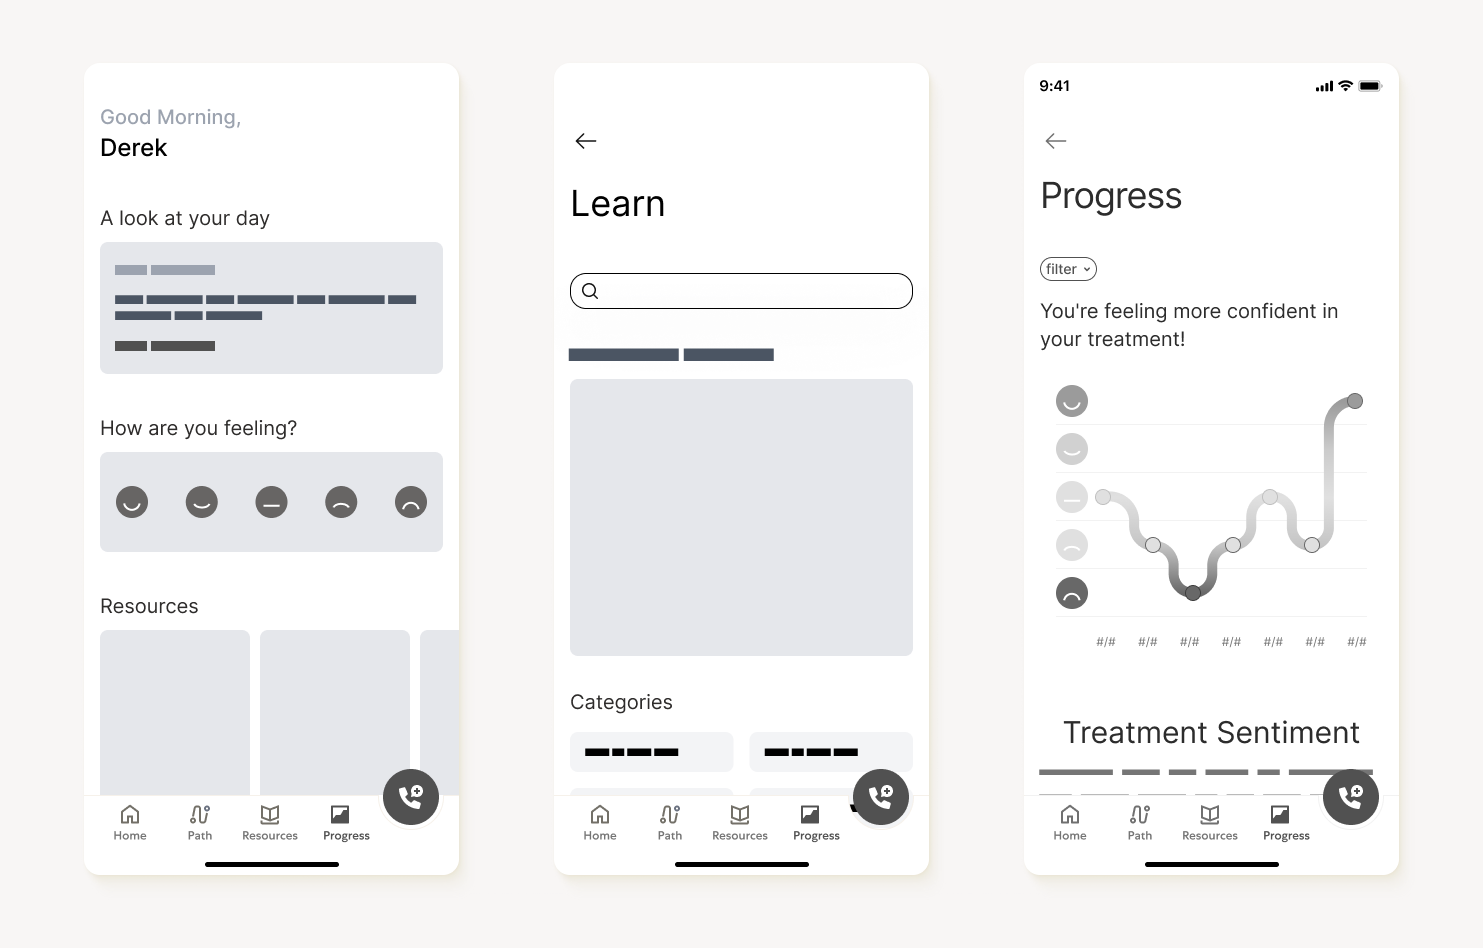 Good Morning,
Derek
A look at your day
How are you feeling?
Resources
Home Path Resources Progress
Learn
Categories
Home Path Resources Progress
9:41
Progress
filter
You're feeling more confident in
your treatment!
#/# #/# #/# #/# #/# #/# #/#
Treatment Sentiment
Home Path Resources Progress